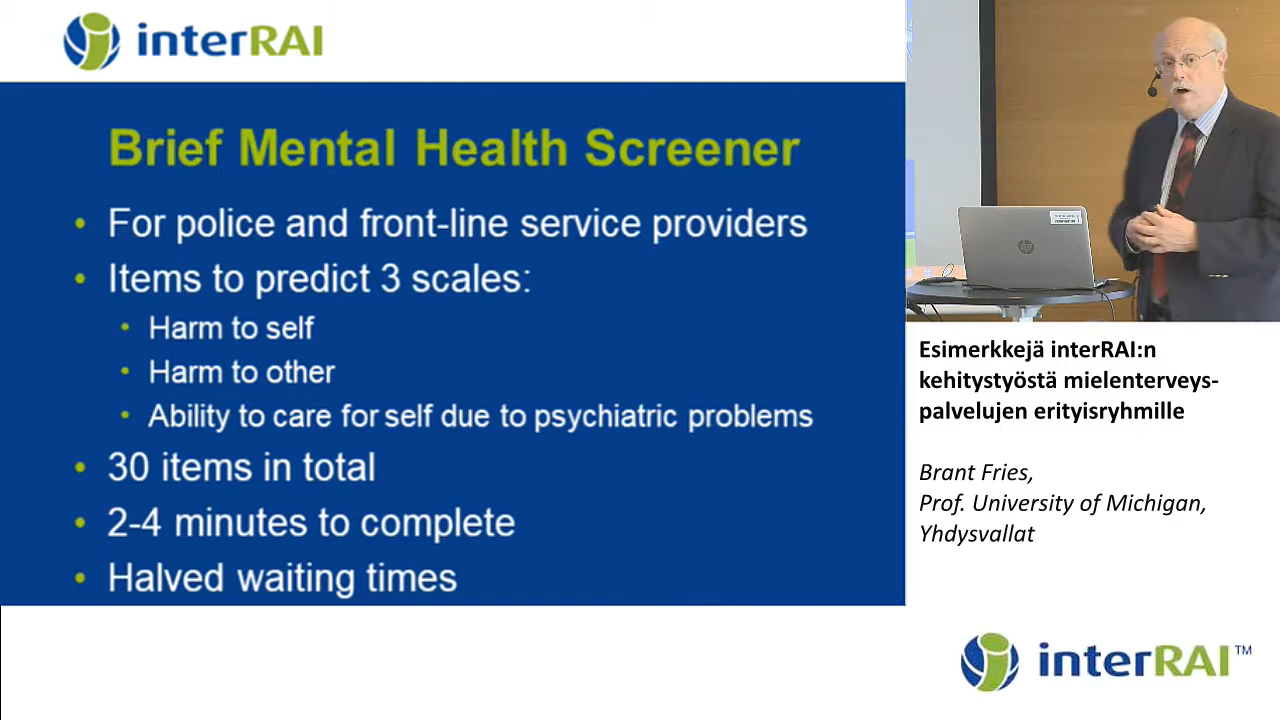 interRAI
Brief Mental Health Screener
• For police and front-line service providers
• Items to predict 3 scales:
• Harm to self
• Harm to other
• Ability to care for self due to psychiatric problems
• 30 items in total
• 2-4 minutes to complete
• Halved waiting times
Esimerkkejä interRAI:n
kehitystyöstä mielenterveys-
palvelujen erityisryhmille
Brant Fries,
Prof. University of Michigan,
Yhdysvallat
interRAI™